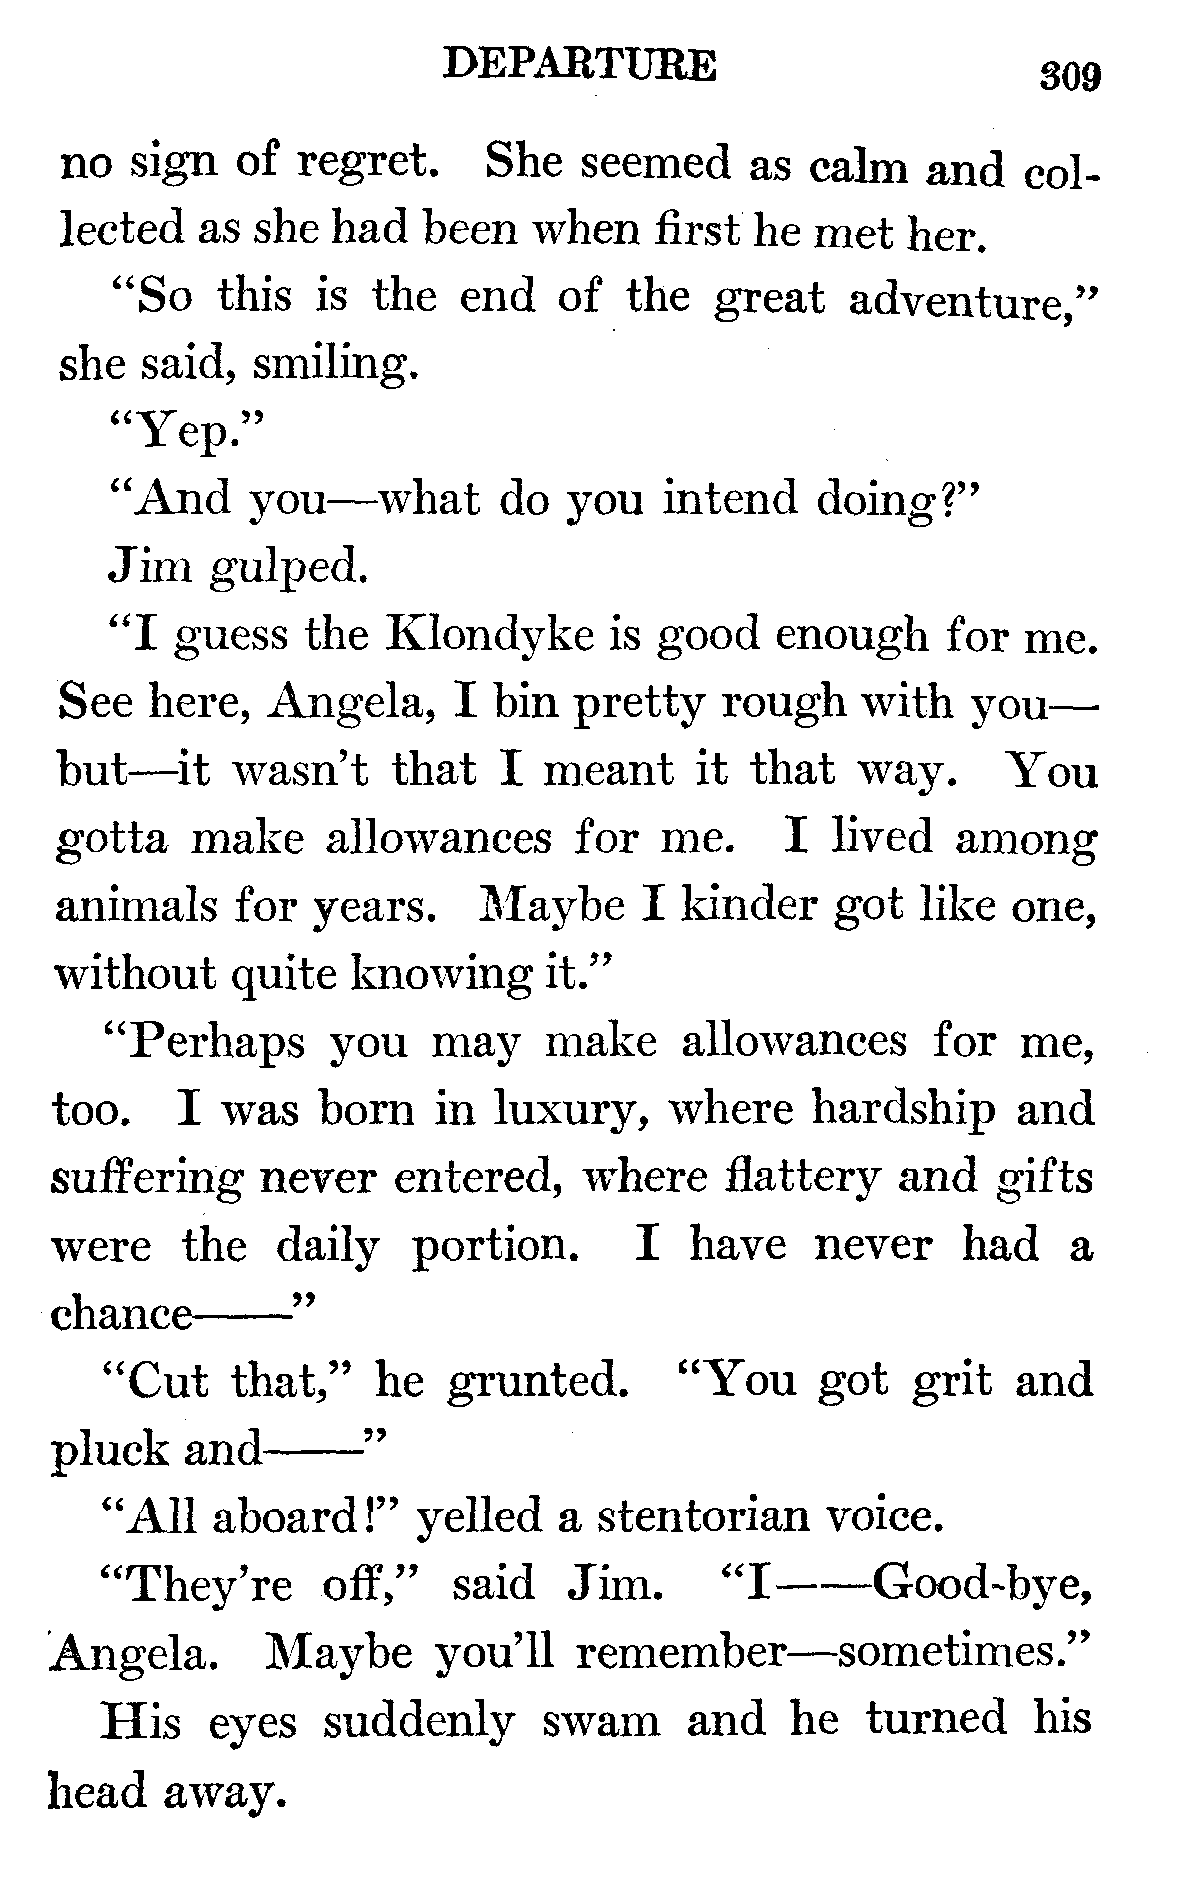 DEPARTURE 309
no sign of regret. She seemed as calm and col-
lected as she had been when first he met her.
"So this is the end of the great adventure,"
she said, smiling.
"Yep."
"And you—what do you intend doing?"
Jim gulped.
"I guess the Klondyke is good enough for me.
See here, Angela, I bin pretty rough with you—
but—it wasn't that I meant it that way. You
gotta make allowances for me. I lived among
animals for years. Maybe I kinder got like one,
without quite knowing it."
"Perhaps you may make allowances for me,
too. I was born in luxury, where hardship and
suffering never entered, where flattery and gifts
were the daily portion. I have never had a
chance——"
"Cut that," he grunted. "You got grit and
pluck and——"
"All aboard!" yelled a stentorian voice.
"They're off," said Jim. "I——Good-bye,
Angela. Maybe you'll remember—sometimes."
His eyes suddenly swam and he turned his
head away.